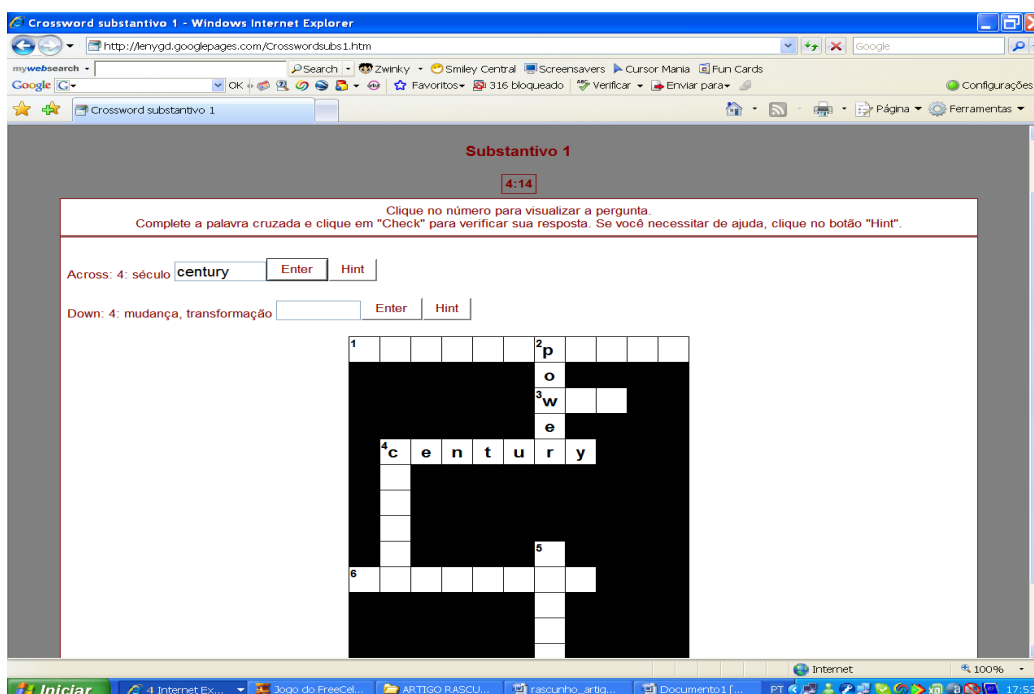 Crossword substantivo 1 - Windows Internet Explorer
http://lenygd.googlepages.com/Crosswordsubs1.htm Google
mywebsearch Search Zwinky Smiley Central Screensavers Cursor Mania Fun Cards
Google G OK Favoritos 316 bloqueado Verificar Enviar para Configurações
Crossword substantivo 1 Página Ferramentas
Substantivo 1
4:14
Clique no número para visualizar a pergunta.
Complete a palavra cruzada e clique em "Check" para verificar sua resposta. Se você necessitar de ajuda, clique no botão "Hint".
Across: 4: século century Enter Hint
Down: 4: mudança, transformação Enter Hint
1 2 p
o
3 w
e
4 c e n t u r y
5
6
Internet 100%
Iniciar 4 Internet Ex... Jogo do FreeCel... ARTIGO RASCU... rascunho_artig... Documento1 [... PT 17:53